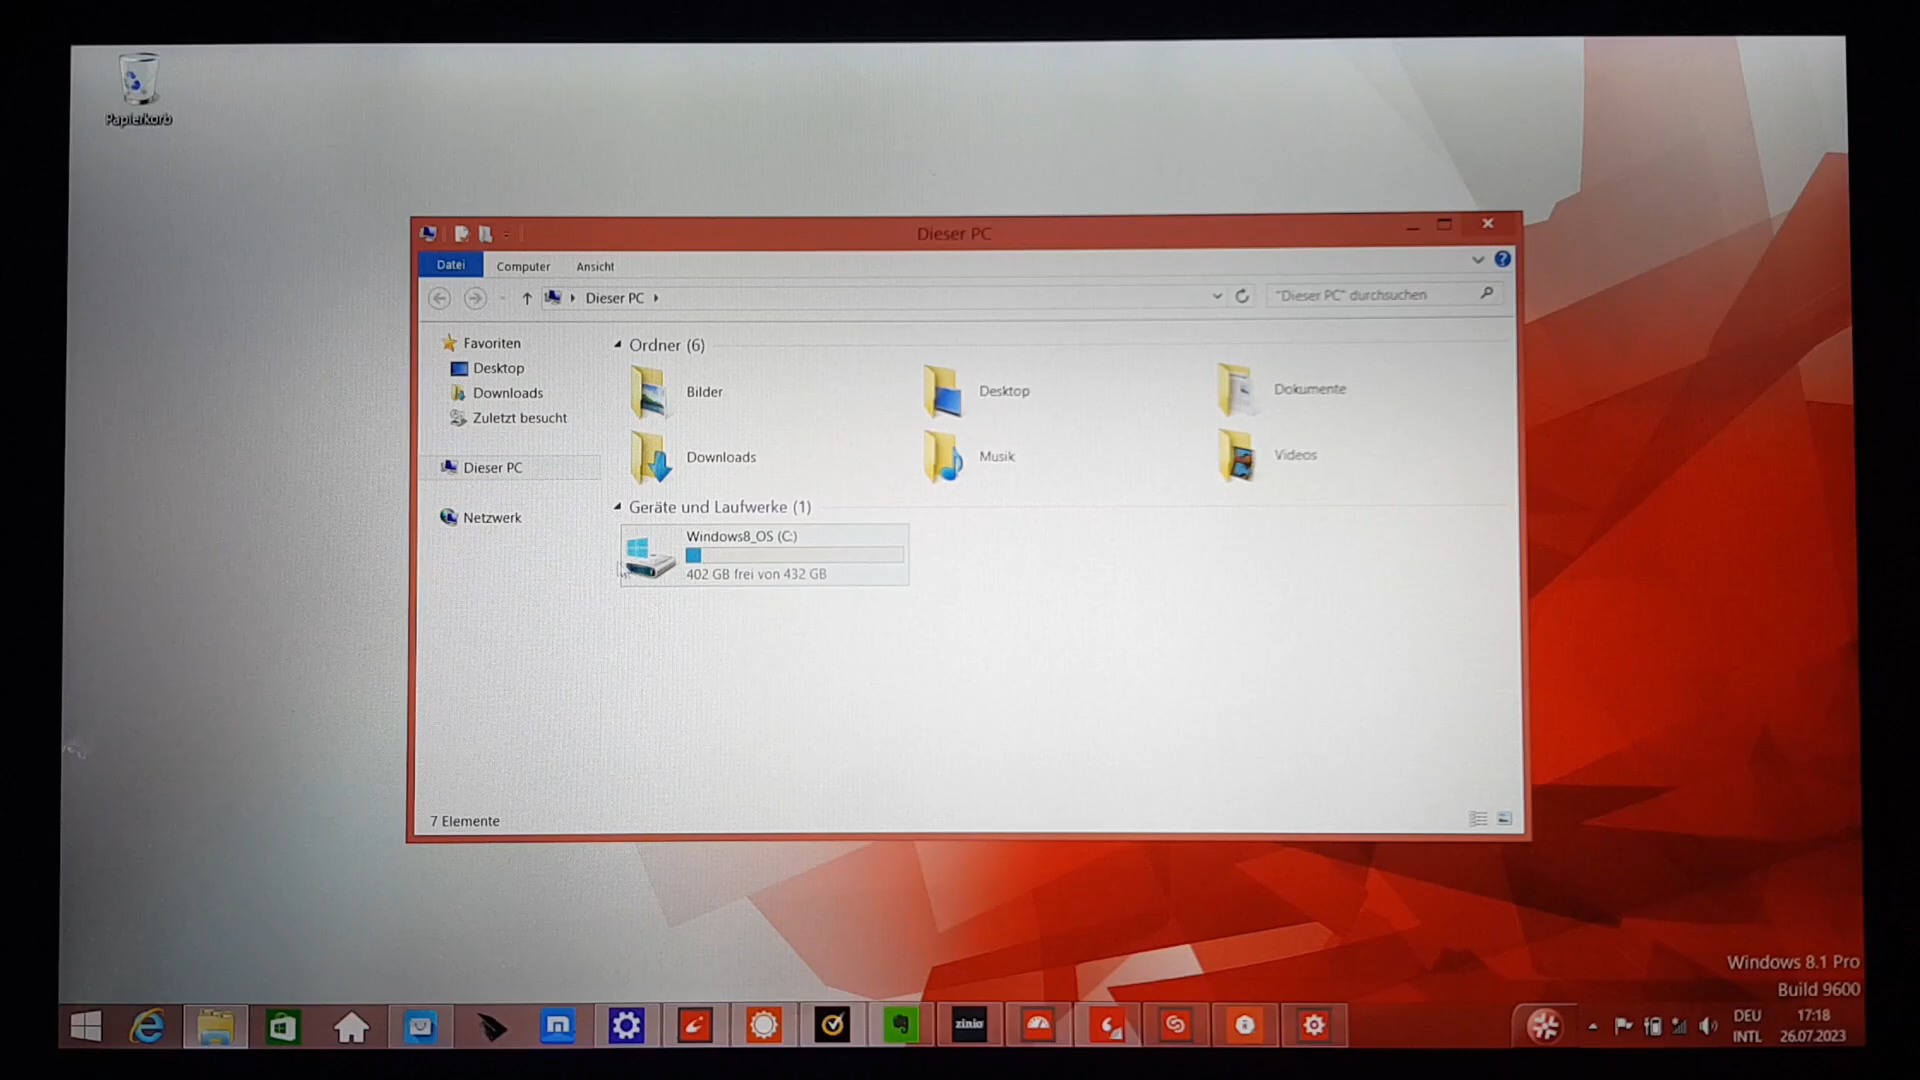 Papierkorb
Dieser PC
Datei Computer Ansicht
Dieser PC "Dieser PC" durchsuchen
Favoriten
Desktop
Downloads
Zuletzt besucht
Dieser PC
Netzwerk
Ordner (6)
Bilder Desktop Dokumente
Downloads Musik Videos
Geräte und Laufwerke (1)
Windows8_OS (C:)
402 GB frei von 432 GB
7 Elemente
Windows 8.1 Pro
Build 9600
zinio
DEU 17:18
INTL 26.07.2023